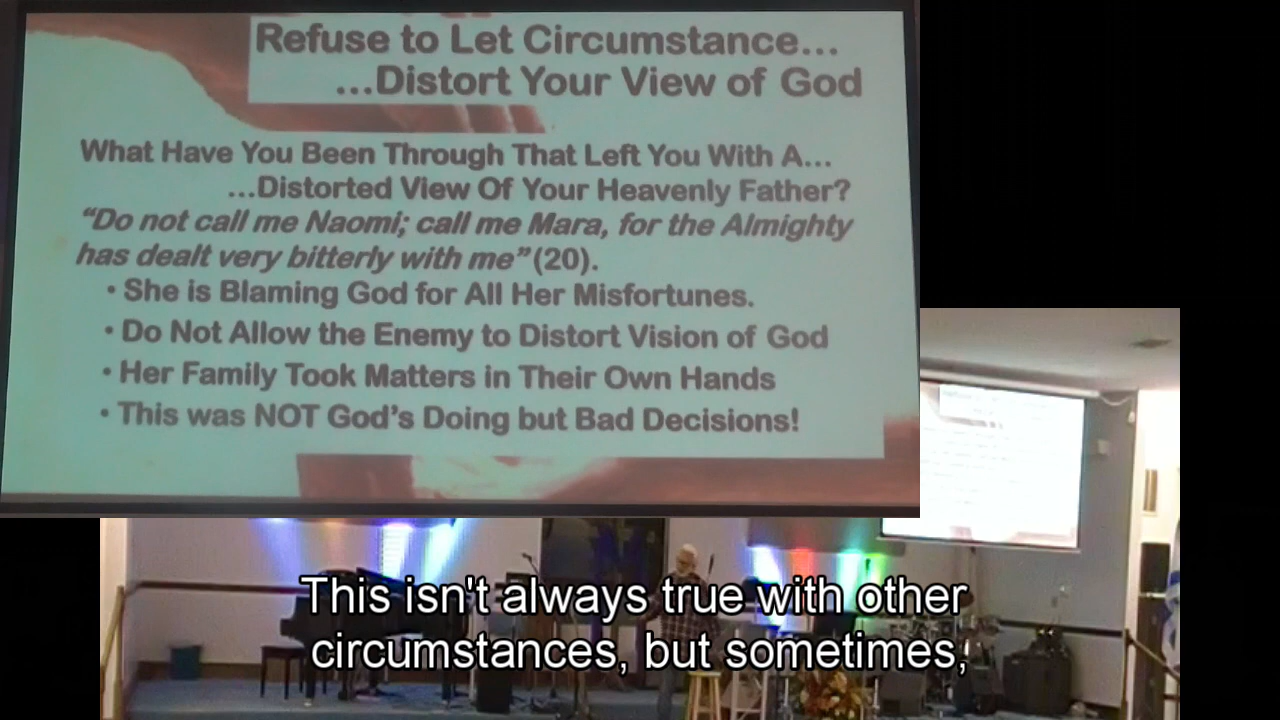 Refuse to Let Circumstance...
...Distort Your View of God
What Have You Been Through That Left You With A...
...Distorted View Of Your Heavenly Father?
“Do not call me Naomi; call me Mara, for the Almighty
has dealt very bitterly with me” (20).
• She is Blaming God for All Her Misfortunes.
• Do Not Allow the Enemy to Distort Vision of God
• Her Family Took Matters in Their Own Hands
• This was NOT God's Doing but Bad Decisions!
This isn't always true with other
circumstances, but sometimes,